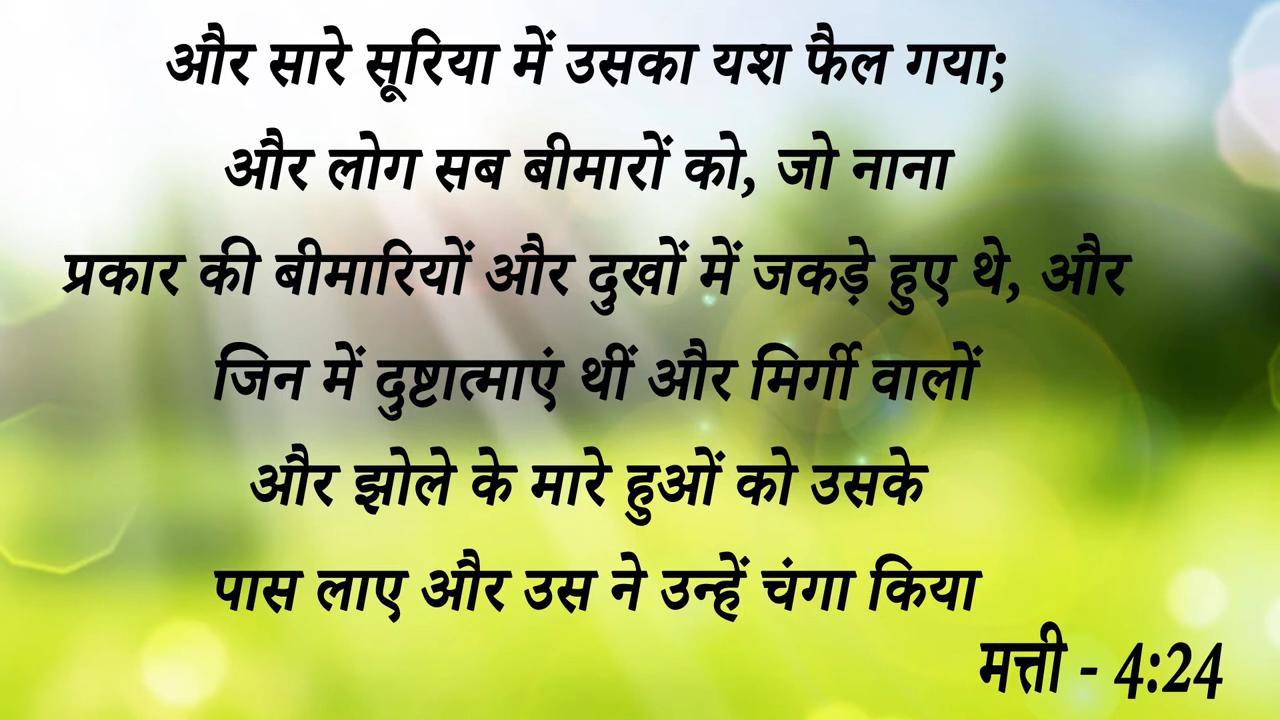 और सारे सूरिया में उसका यश फैल गया;
और लोग सब बीमारों को, जो नाना
प्रकार की बीमारियों और दुखों में जकड़े हुए थे, और
जिन में दुष्टात्माएं थीं और मिर्गी वालों
और झोले के मारे हुओं को उसके
पास लाए और उस ने उन्हें चंगा किया
मत्ती - 4:24